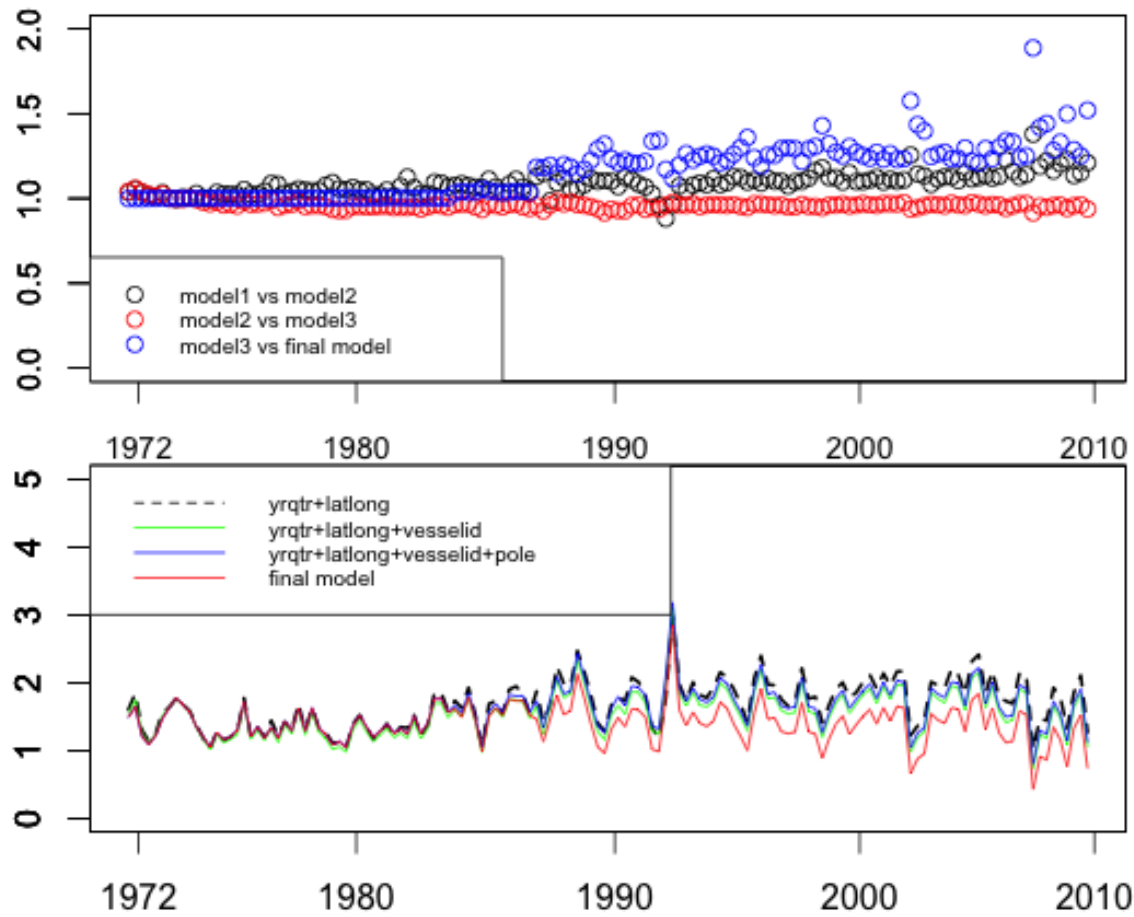 2.0
1.5
1.0
0.5
0.0
model1 vs model2
model2 vs model3
model3 vs final model
1972 1980 1990 2000 2010
5
4
3
2
1
0
yrqtr+latlong
yrqtr+latlong+vesselid
yrqtr+latlong+vesselid+pole
final model
1972 1980 1990 2000 2010